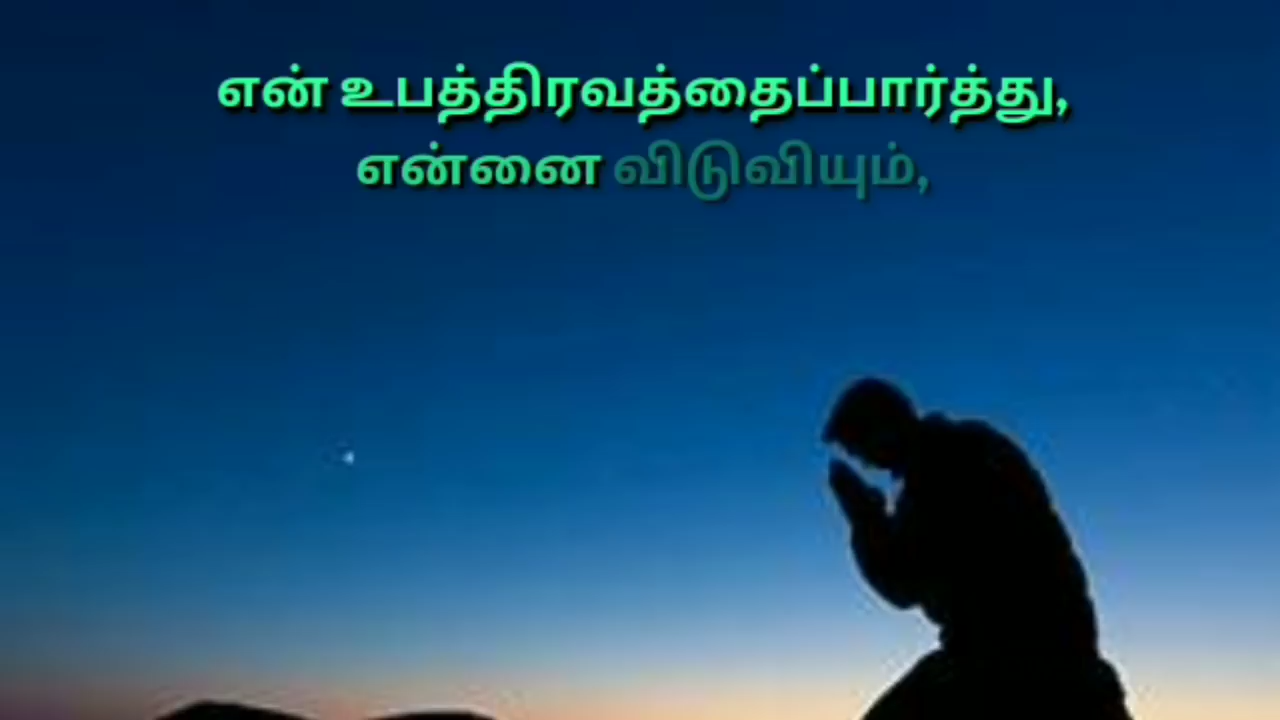 என் உபத்திரவத்தைப்பார்த்து,
என்னை விடுவியும்,